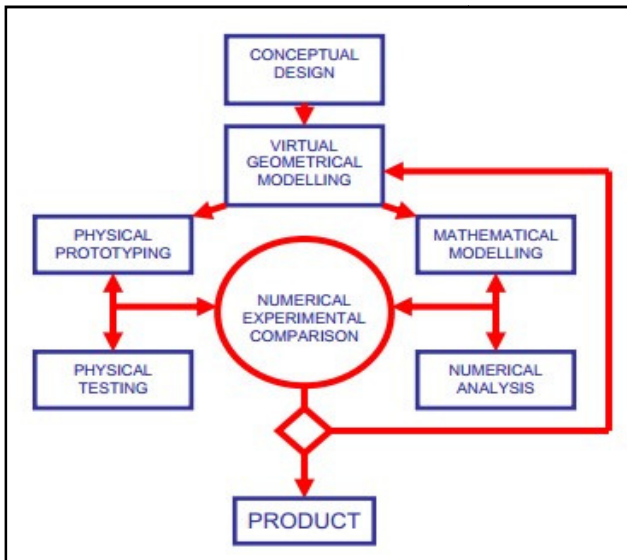 CONCEPTUAL
DESIGN
VIRTUAL
GEOMETRICAL
MODELLING
PHYSICAL
PROTOTYPING
MATHEMATICAL
MODELLING
NUMERICAL
EXPERIMENTAL
COMPARISON
PHYSICAL
TESTING
NUMERICAL
ANALYSIS
PRODUCT